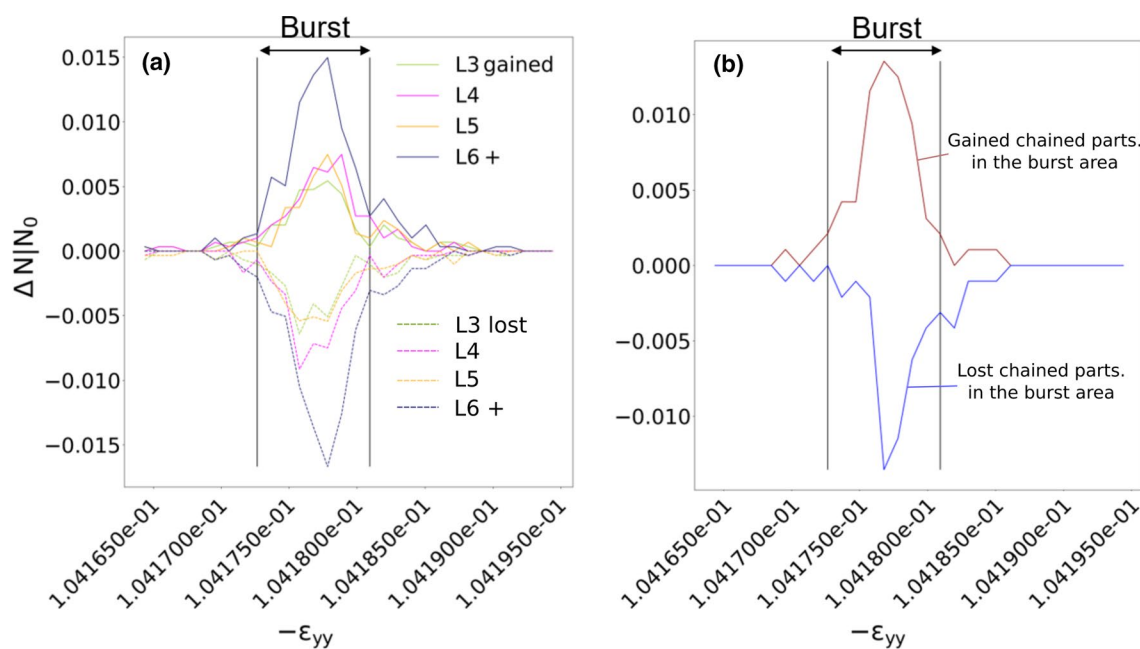 Burst
(a)
L3 gained
L4
L5
L6 +
0.015
0.010
0.005
0.000
−0.005
−0.010
−0.015
ΔN|N₀
L3 lost
L4
L5
L6 +
1.041650e-01
1.041700e-01
1.041750e-01
1.041800e-01
1.041850e-01
1.041900e-01
1.041950e-01
−εyy
Burst
(b)
0.010
0.005
0.000
−0.005
−0.010
Gained chained parts.
in the burst area
Lost chained parts.
in the burst area
1.041650e-01
1.041700e-01
1.041750e-01
1.041800e-01
1.041850e-01
1.041900e-01
1.041950e-01
−εyy